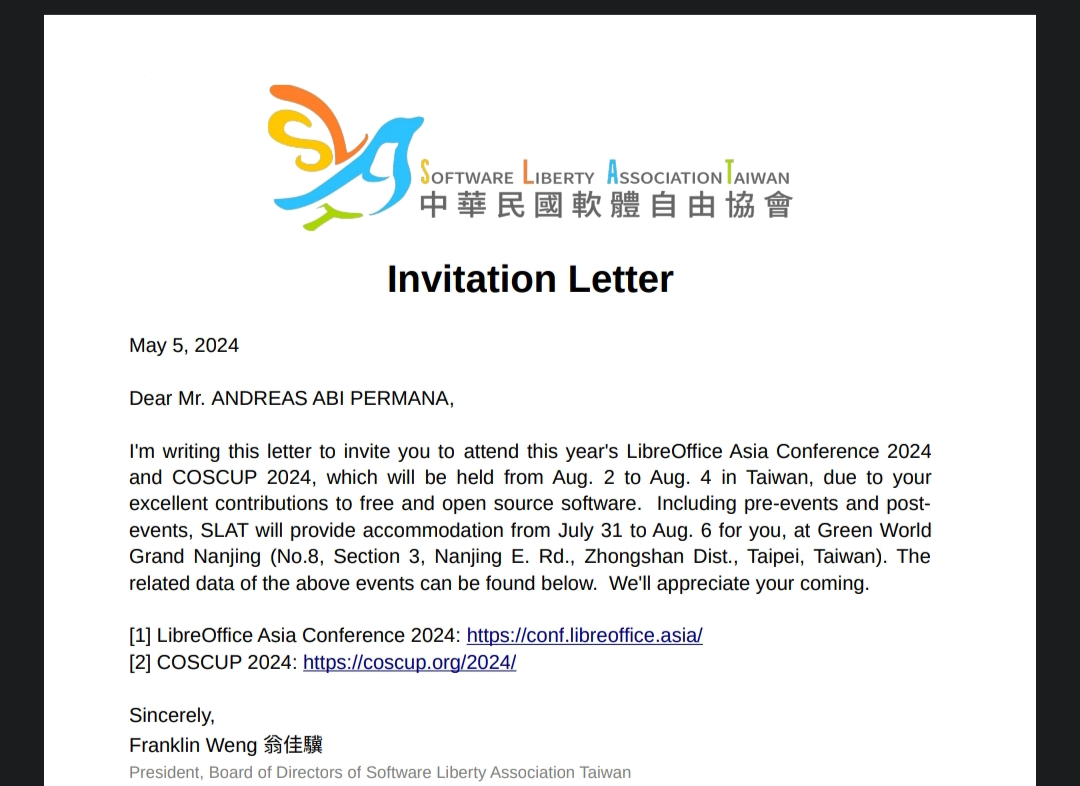 SOFTWARE LIBERTY ASSOCIATION TAIWAN
中華民國軟體自由協會
Invitation Letter
May 5, 2024
Dear Mr. ANDREAS ABI PERMANA,
I'm writing this letter to invite you to attend this year's LibreOffice Asia Conference 2024
and COSCUP 2024, which will be held from Aug. 2 to Aug. 4 in Taiwan, due to your
excellent contributions to free and open source software.  Including pre-events and post-
events, SLAT will provide accommodation from July 31 to Aug. 6 for you, at Green World
Grand Nanjing (No.8, Section 3, Nanjing E. Rd., Zhongshan Dist., Taipei, Taiwan). The
related data of the above events can be found below.  We'll appreciate your coming.
[1] LibreOffice Asia Conference 2024: https://conf.libreoffice.asia/
[2] COSCUP 2024: https://coscup.org/2024/
Sincerely,
Franklin Weng 翁佳驥
President, Board of Directors of Software Liberty Association Taiwan